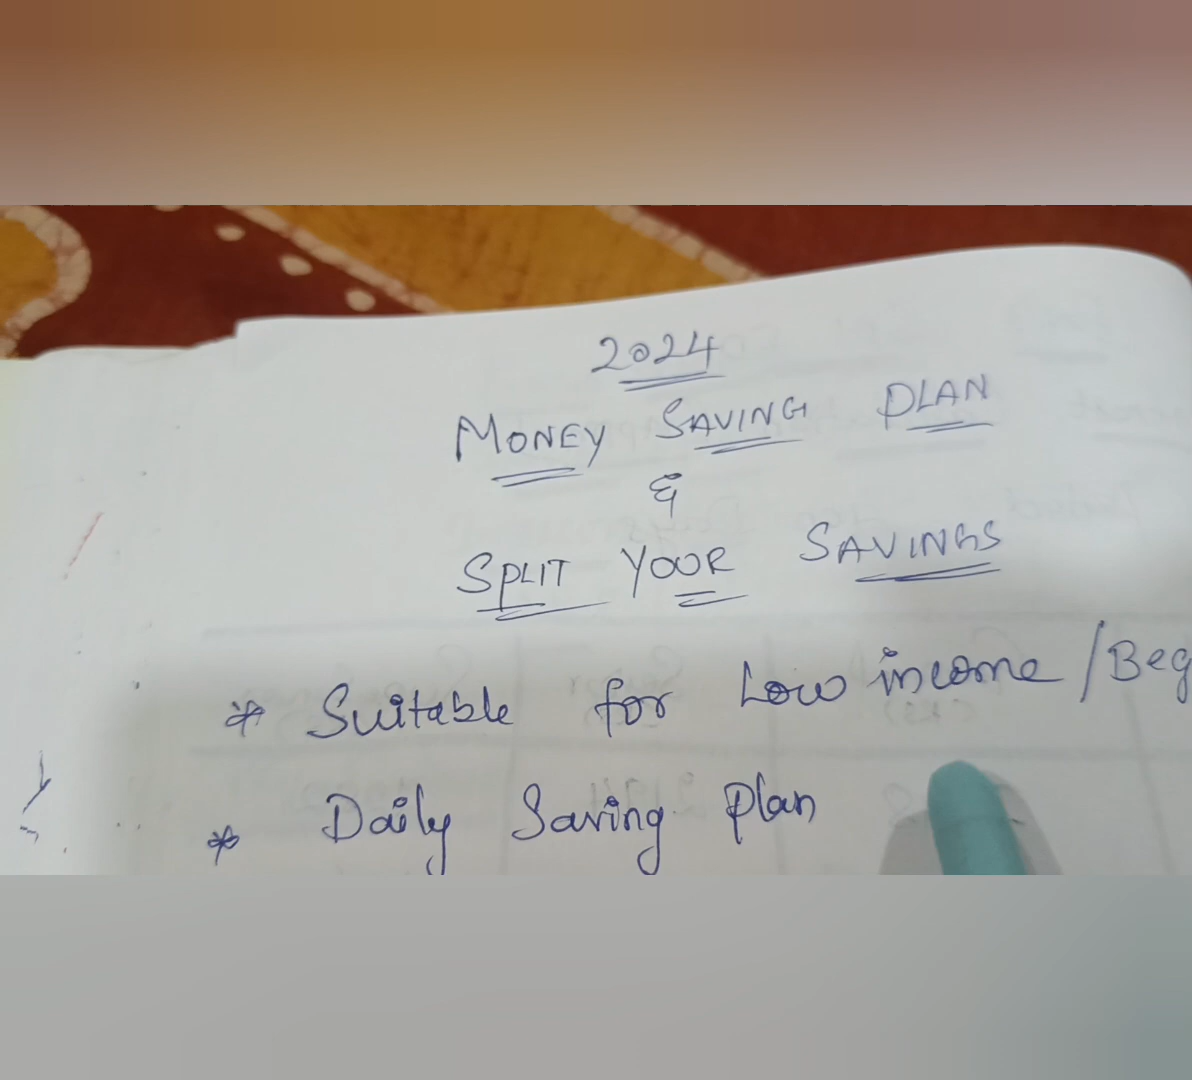 2024
MONEY SAVING PLAN
&
SPLIT YOUR SAVINGS
* Suitable for Low income / Beg
* Daily Saving Plan